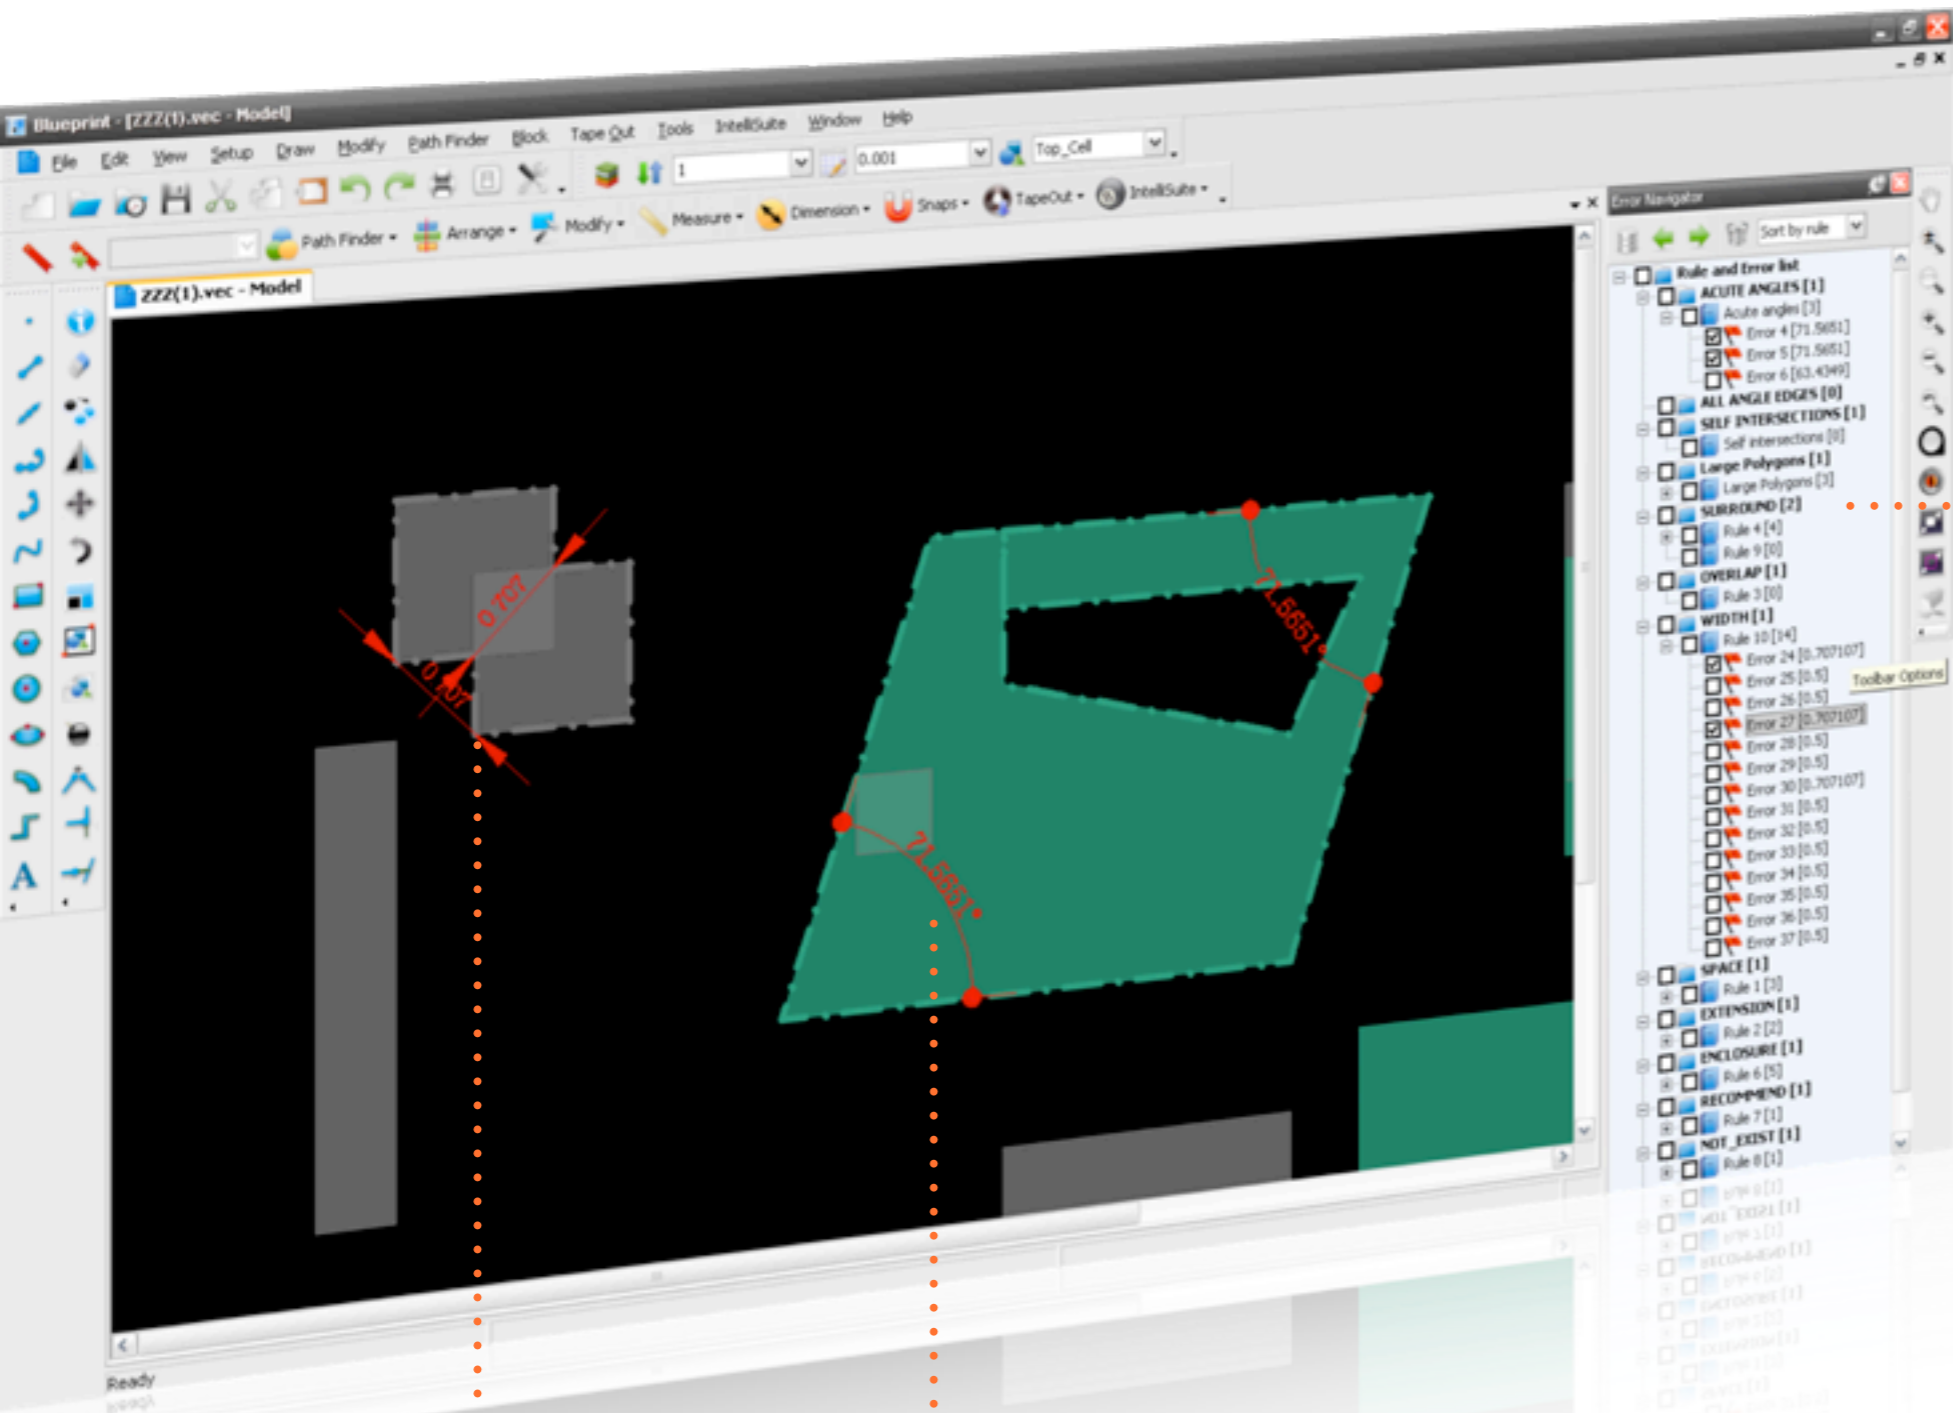 Blueprint - [ZZZ(1).vec - Model]
File Edit View Setup Draw Modify Path Finder Block Tape Out Tools IntelliSuite Window Help
1 0.001 Top_Cell
Path Finder Arrange Modify Measure Dimension Snaps TapeOut IntelliSuite
ZZZ(1).vec - Model
A
0.707
0.707
71.5651°
71.5651°
Ready
Error Navigator
Sort by rule
Rule and Error list
ACUTE ANGLES [1]
Acute angles [3]
Error 4 [71.5651]
Error 5 [71.5651]
Error 6 [63.4349]
ALL ANGLE EDGES [0]
SELF INTERSECTIONS [1]
Self intersections [0]
Large Polygons [1]
Large Polygons [3]
SURROUND [2]
Rule 4 [4]
Rule 9 [0]
OVERLAP [1]
Rule 3 [0]
WIDTH [1]
Rule 10 [14]
Error 24 [0.707107]
Error 25 [0.5]
Error 26 [0.5]
Error 27 [0.707107]
Error 28 [0.5]
Error 29 [0.5]
Error 30 [0.707107]
Error 31 [0.5]
Error 32 [0.5]
Error 33 [0.5]
Error 34 [0.5]
Error 35 [0.5]
Error 36 [0.5]
Error 37 [0.5]
SPACE [1]
Rule 1 [3]
EXTENSION [1]
Rule 2 [2]
ENCLOSURE [1]
Rule 6 [5]
RECOMMEND [1]
Rule 7 [1]
NOT_EXIST [1]
Rule 8 [1]
Toolbar Options